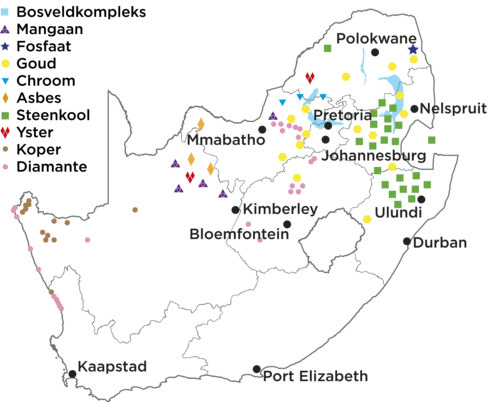 Bosveldkompleks
Mangaan
Fosfaat
Goud
Chroom
Asbes
Steenkool
Yster
Koper
Diamante
Polokwane
Nelspruit
Pretoria
Mmabatho
Johannesburg
Kimberley
Ulundi
Bloemfontein
Durban
Kaapstad
Port Elizabeth